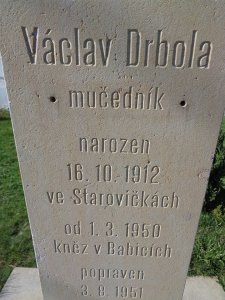 Václav Drbola
mučedník
narozen
16. 10. 1912
ve Starovičkách
od 1. 3. 1950
kněz v Babicích
popraven
3. 8. 1951